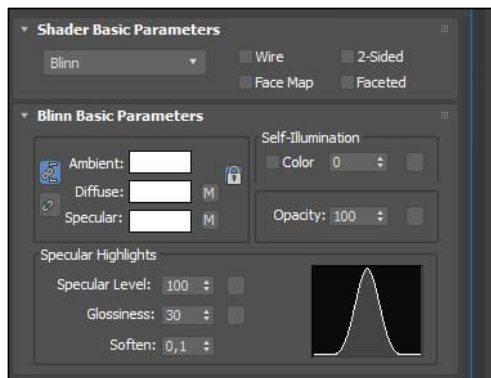 Shader Basic Parameters
Blinn
Wire
2-Sided
Face Map
Faceted
Blinn Basic Parameters
Self-Illumination
Ambient:
Color 0
Diffuse: M
Specular: M
Opacity: 100
Specular Highlights
Specular Level: 100
Glossiness: 30
Soften: 0,1